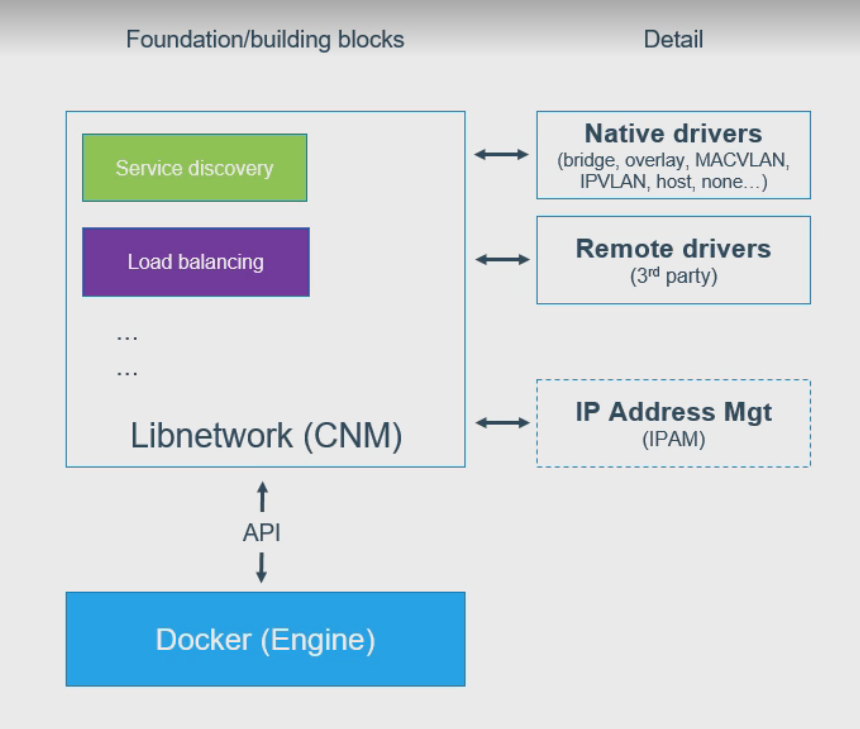 Foundation/building blocks
Detail
Service discovery
Load balancing
...
...
Libnetwork (CNM)
Native drivers
(bridge, overlay, MACVLAN,
IPVLAN, host, none...)
Remote drivers
(3rd party)
IP Address Mgt
(IPAM)
API
Docker (Engine)